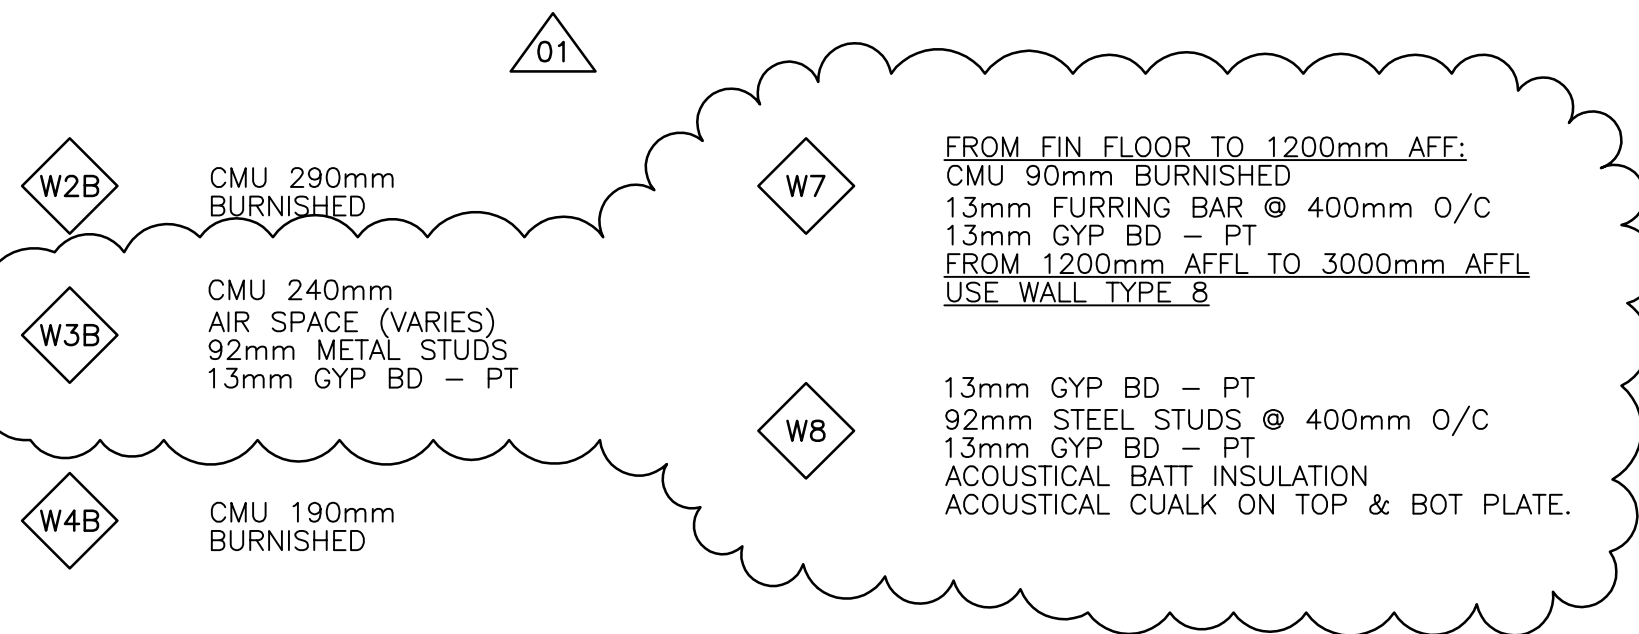 01
W2B
CMU 290mm
BURNISHED
W3B
CMU 240mm
AIR SPACE (VARIES)
92mm METAL STUDS
13mm GYP BD – PT
W4B
CMU 190mm
BURNISHED
W7
FROM FIN FLOOR TO 1200mm AFF:
CMU 90mm BURNISHED
13mm FURRING BAR @ 400mm O/C
13mm GYP BD – PT
FROM 1200mm AFFL TO 3000mm AFFL
USE WALL TYPE 8
W8
13mm GYP BD – PT
92mm STEEL STUDS @ 400mm O/C
13mm GYP BD – PT
ACOUSTICAL BATT INSULATION
ACOUSTICAL CUALK ON TOP & BOT PLATE.